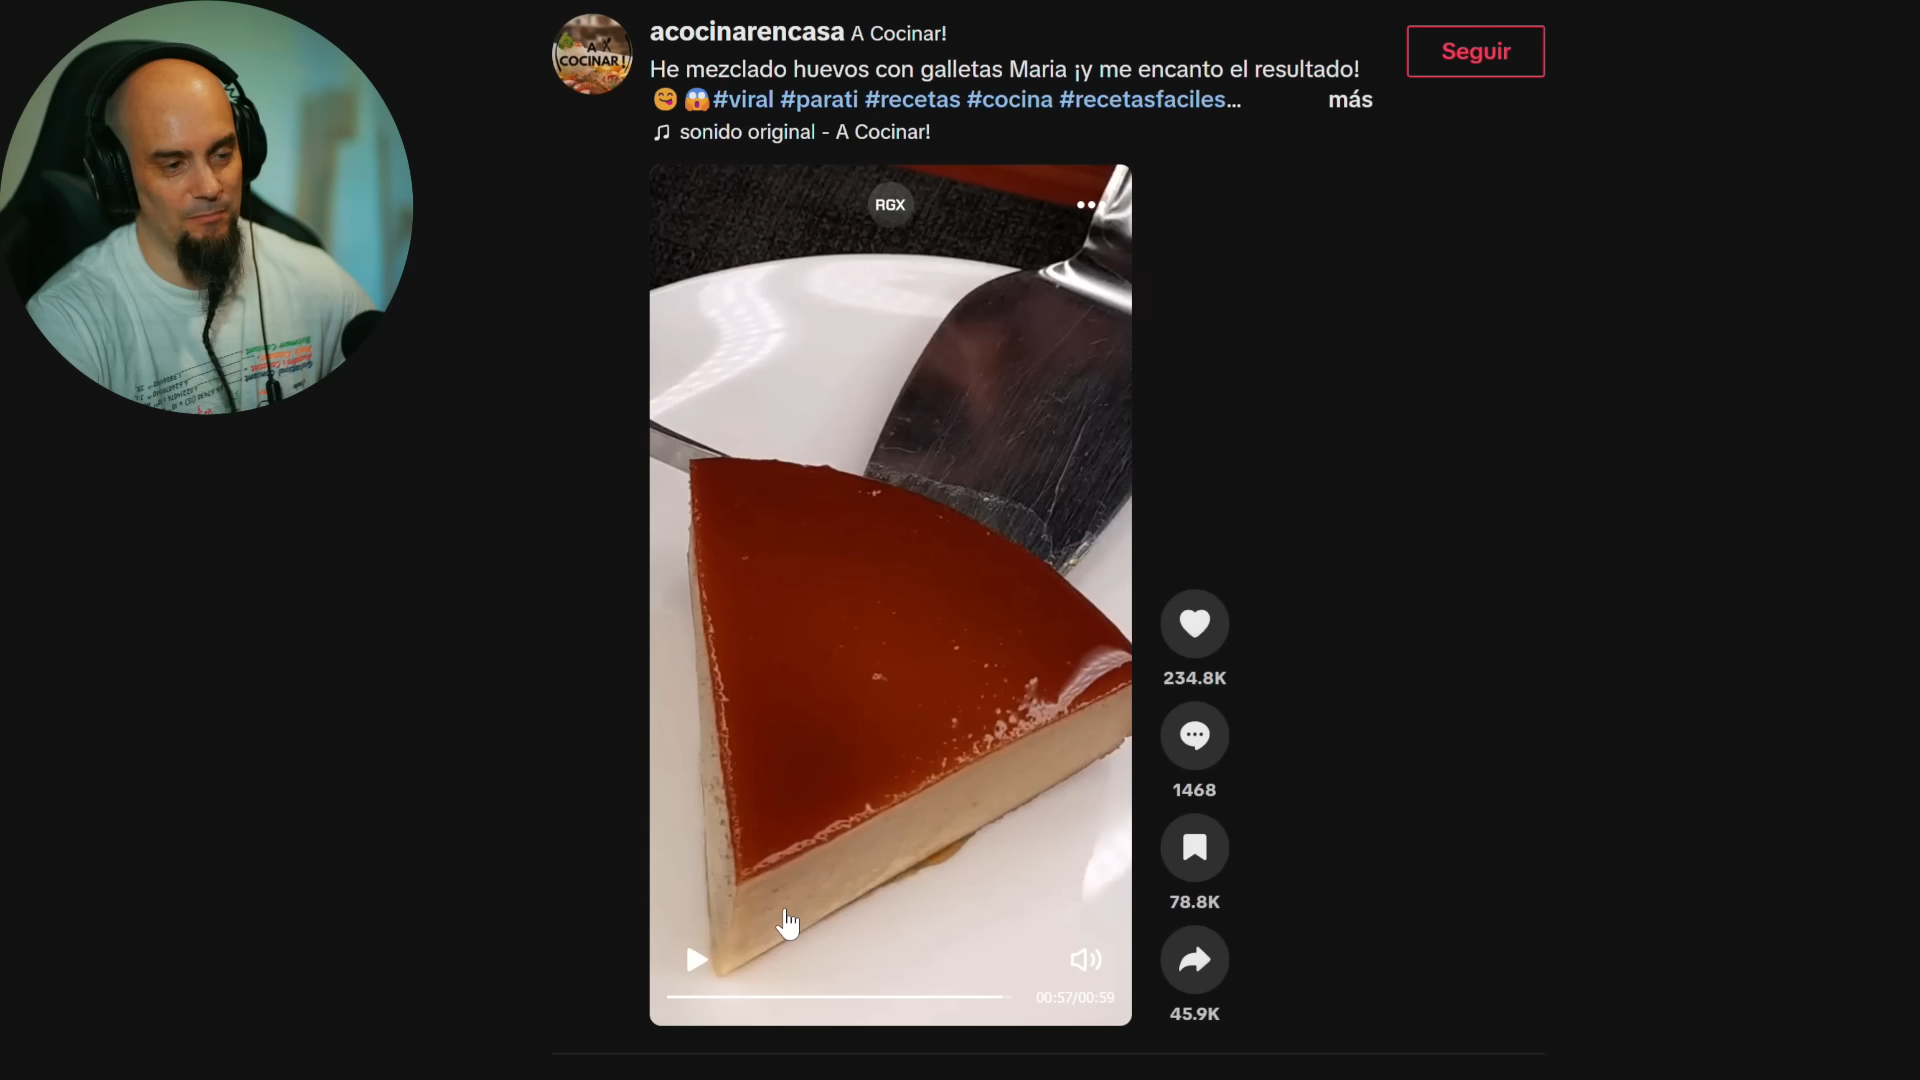 acocinarencasa A Cocinar!
He mezclado huevos con galletas Maria ¡y me encanto el resultado!
😋 😱#viral #parati #recetas #cocina #recetasfaciles... más
♫ sonido original - A Cocinar!
Seguir
A COCINAR!
RGX
234.8K
1468
78.8K
45.9K
00:57/00:59